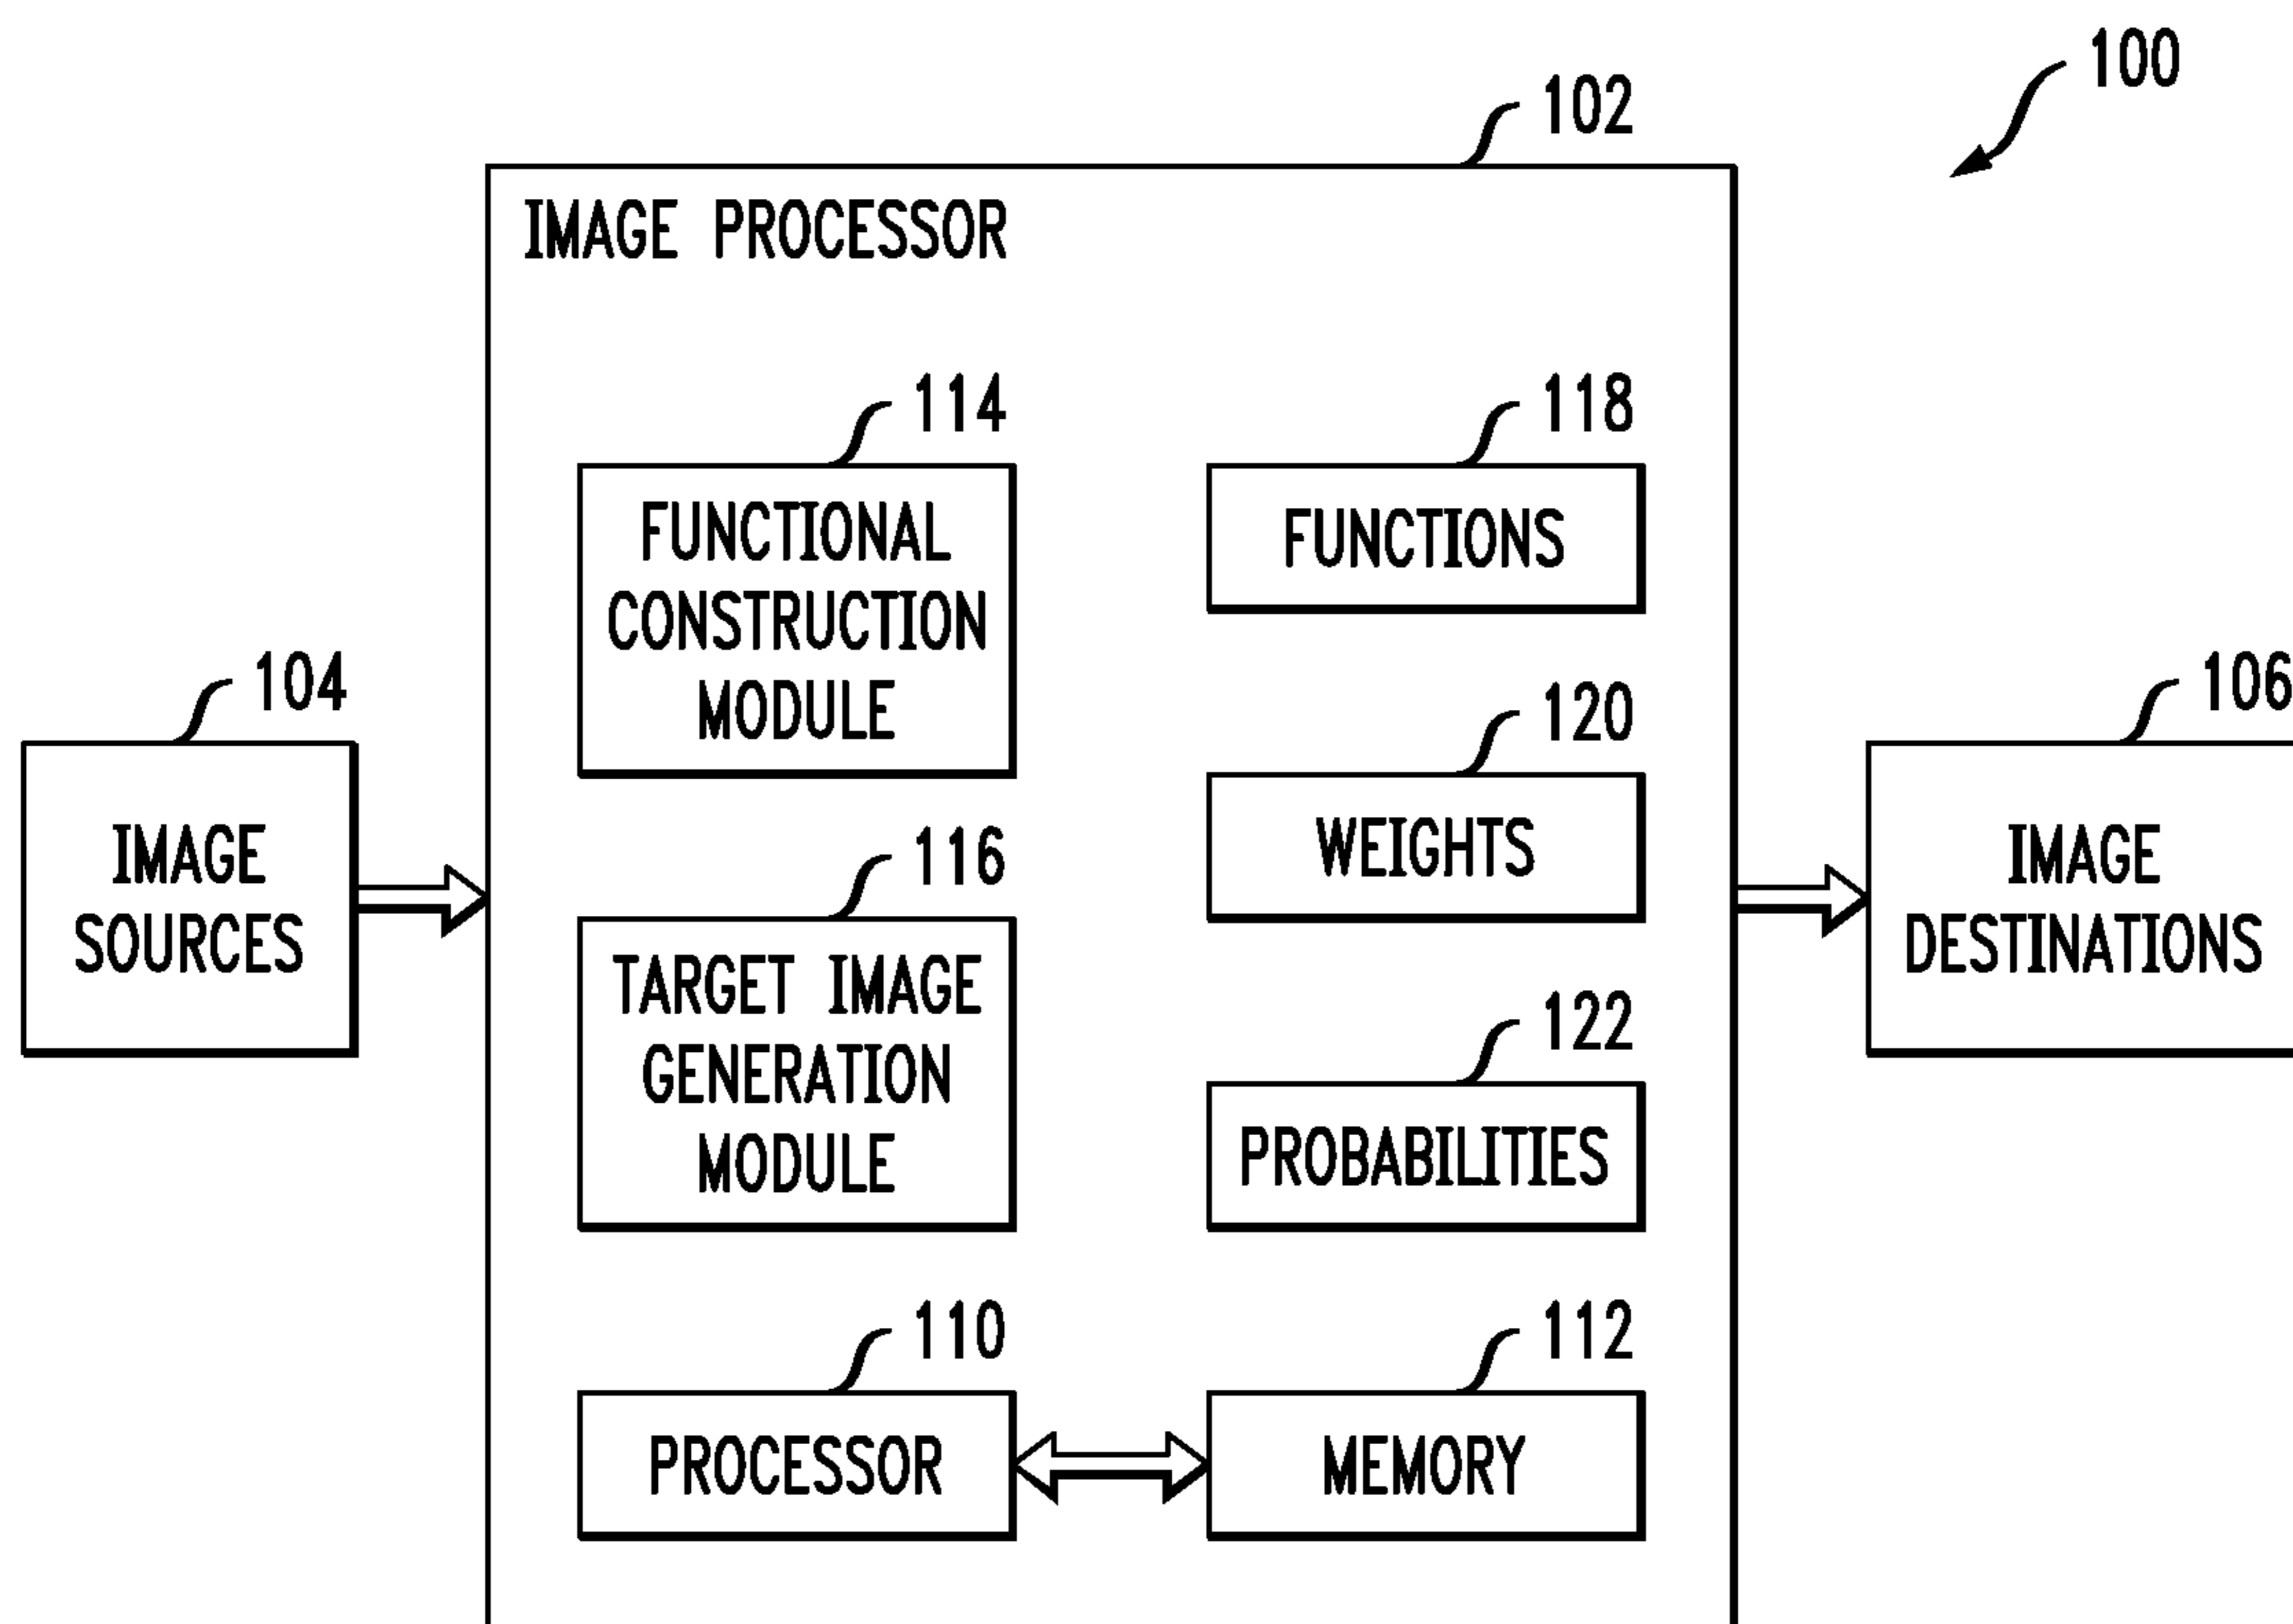 100
102
IMAGE PROCESSOR
114
FUNCTIONAL
CONSTRUCTION
MODULE
118
FUNCTIONS
104
IMAGE
SOURCES
120
WEIGHTS
106
IMAGE
DESTINATIONS
116
TARGET IMAGE
GENERATION
MODULE
122
PROBABILITIES
110
PROCESSOR
112
MEMORY